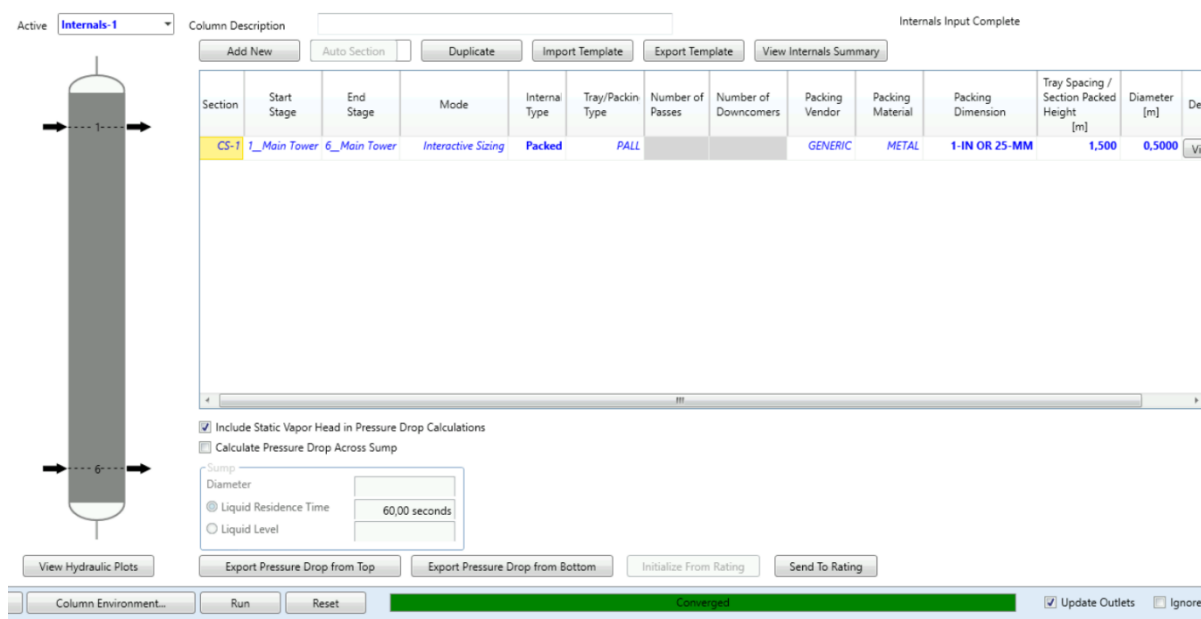 Active Internals-1 Column Description Internals Input Complete
Add New Auto Section Duplicate Import Template Export Template View Internals Summary
Section Start Stage End Stage Mode Internal Type Tray/Packin Type Number of Passes Number of Downcomers Packing Vendor Packing Material Packing Dimension Tray Spacing / Section Packed Height [m] Diameter [m] De
CS-1 1__Main Tower 6__Main Tower Interactive Sizing Packed PALL GENERIC METAL 1-IN OR 25-MM 1,500 0,5000 Vi
1
6
Include Static Vapor Head in Pressure Drop Calculations
Calculate Pressure Drop Across Sump
Sump
Diameter
Liquid Residence Time 60,00 seconds
Liquid Level
View Hydraulic Plots Export Pressure Drop from Top Export Pressure Drop from Bottom Initialize From Rating Send To Rating
Column Environment... Run Reset Converged Update Outlets Ignore